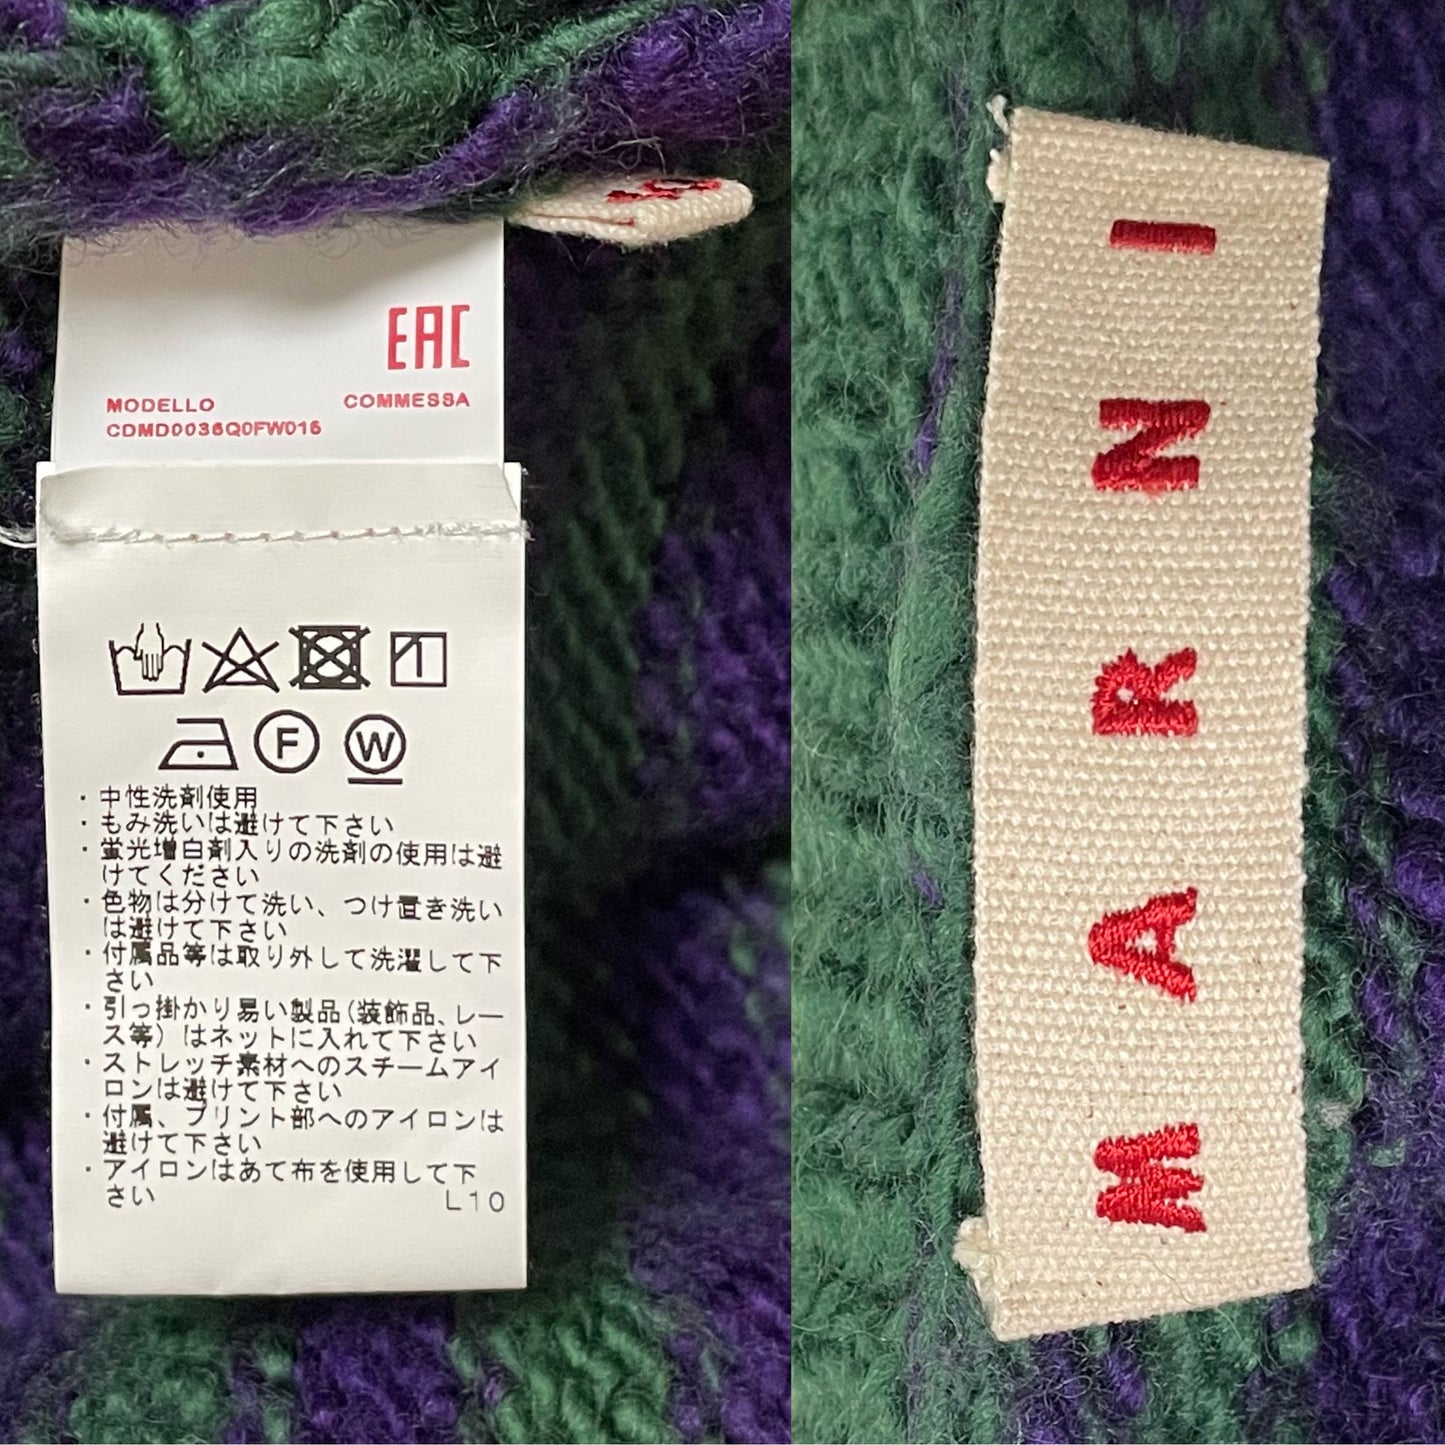 EAC
MODELLO COMMESSA
CDMD0036Q0FW016
F W
・中性洗剤使用
・もみ洗いは避けて下さい
・蛍光増白剤入りの洗剤の使用は避
けてください
・色物は分けて洗い、つけ置き洗い
は避けて下さい
・付属品等は取り外して洗濯して下
さい
・引っ掛かり易い製品(装飾品、レー
ス等)はネットに入れて下さい
・ストレッチ素材へのスチームアイ
ロンは避けて下さい
・付属、プリント部へのアイロンは
避けて下さい
・アイロンはあて布を使用して下
さい
L10
MARNI